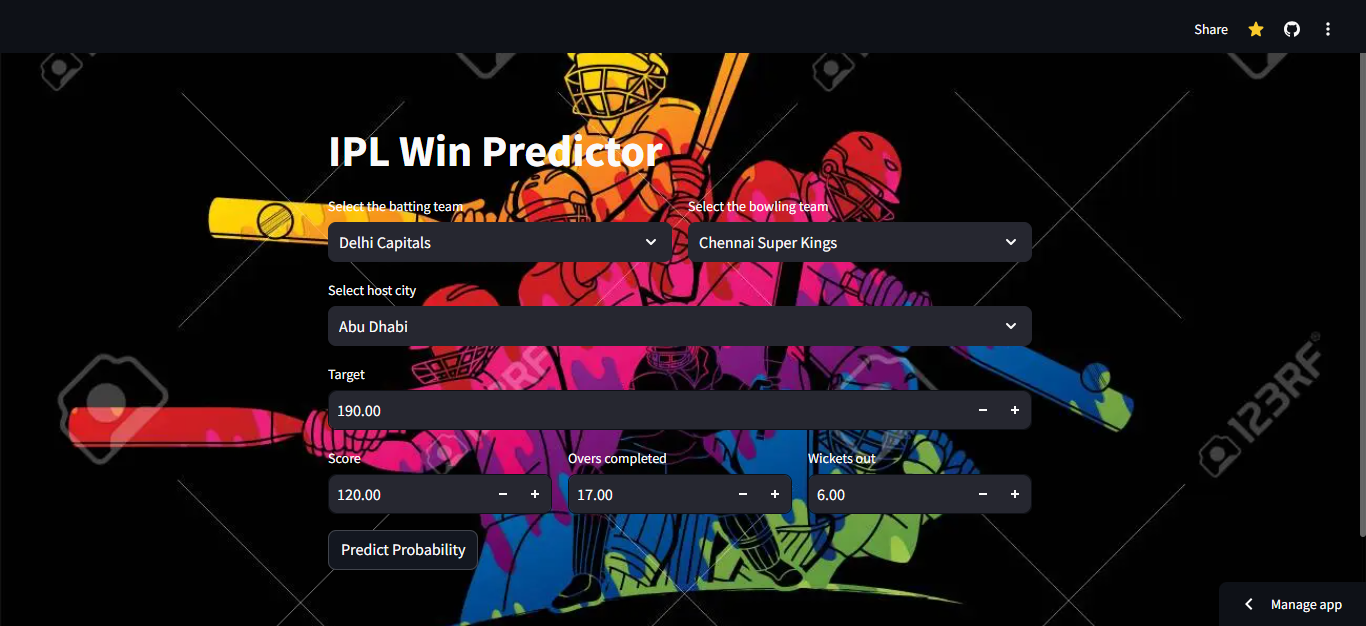 Share
IPL Win Predictor
Select the batting team
Select the bowling team
Delhi Capitals
Chennai Super Kings
Select host city
Abu Dhabi
Target
190.00
Score
Overs completed
Wickets out
120.00
17.00
6.00
Predict Probability
123RF®
Manage app